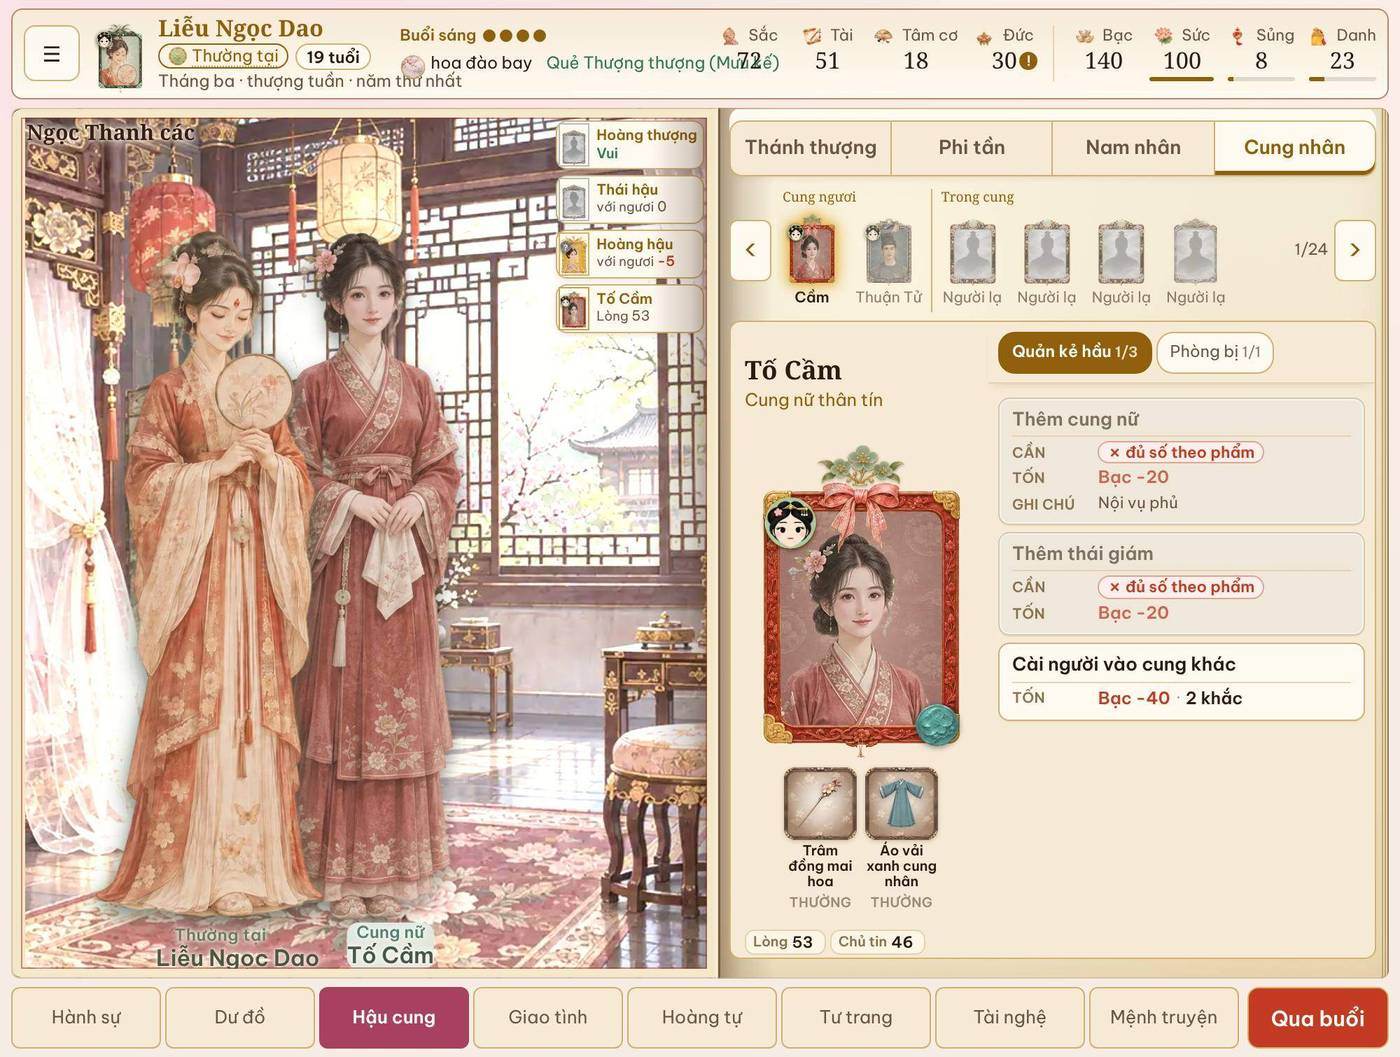 ☰
Liễu Ngọc Dao
Thường tại
19 tuổi
Tháng ba · thượng tuần · năm thứ nhất
Buổi sáng
hoa đào bay
Quẻ Thượng thượng
Sắc
72
Tài
51
Tâm cơ
18
Đức
30
!
Bạc
140
Sức
100
Sủng
8
Danh
23
Ngọc Thanh các
Hoàng thượng
Vui
Thái hậu
với ngươi 0
Hoàng hậu
với ngươi -5
Tố Cầm
Lòng 53
Thường tại
Liễu Ngọc Dao
Cung nữ
Tố Cầm
Thánh thượng
Phi tần
Nam nhân
Cung nhân
Cung ngươi
Trong cung
‹
Cầm
Thuận Tử
Người lạ
Người lạ
Người lạ
Người lạ
1/24
›
Tố Cầm
Cung nữ thân tín
Trâm đồng mai hoa
THƯỜNG
Áo vải xanh cung nhân
THƯỜNG
Lòng 53
Chủ tin 46
Quản kẻ hầu 1/3
Phòng bị 1/1
Thêm cung nữ
CẦN × đủ số theo phẩm
TỐN Bạc -20
GHI CHÚ Nội vụ phủ
Thêm thái giám
CẦN × đủ số theo phẩm
TỐN Bạc -20
Cài người vào cung khác
TỐN Bạc -40 · 2 khắc
Hành sự
Dư đồ
Hậu cung
Giao tình
Hoàng tự
Tư trang
Tài nghệ
Mệnh truyện
Qua buổi